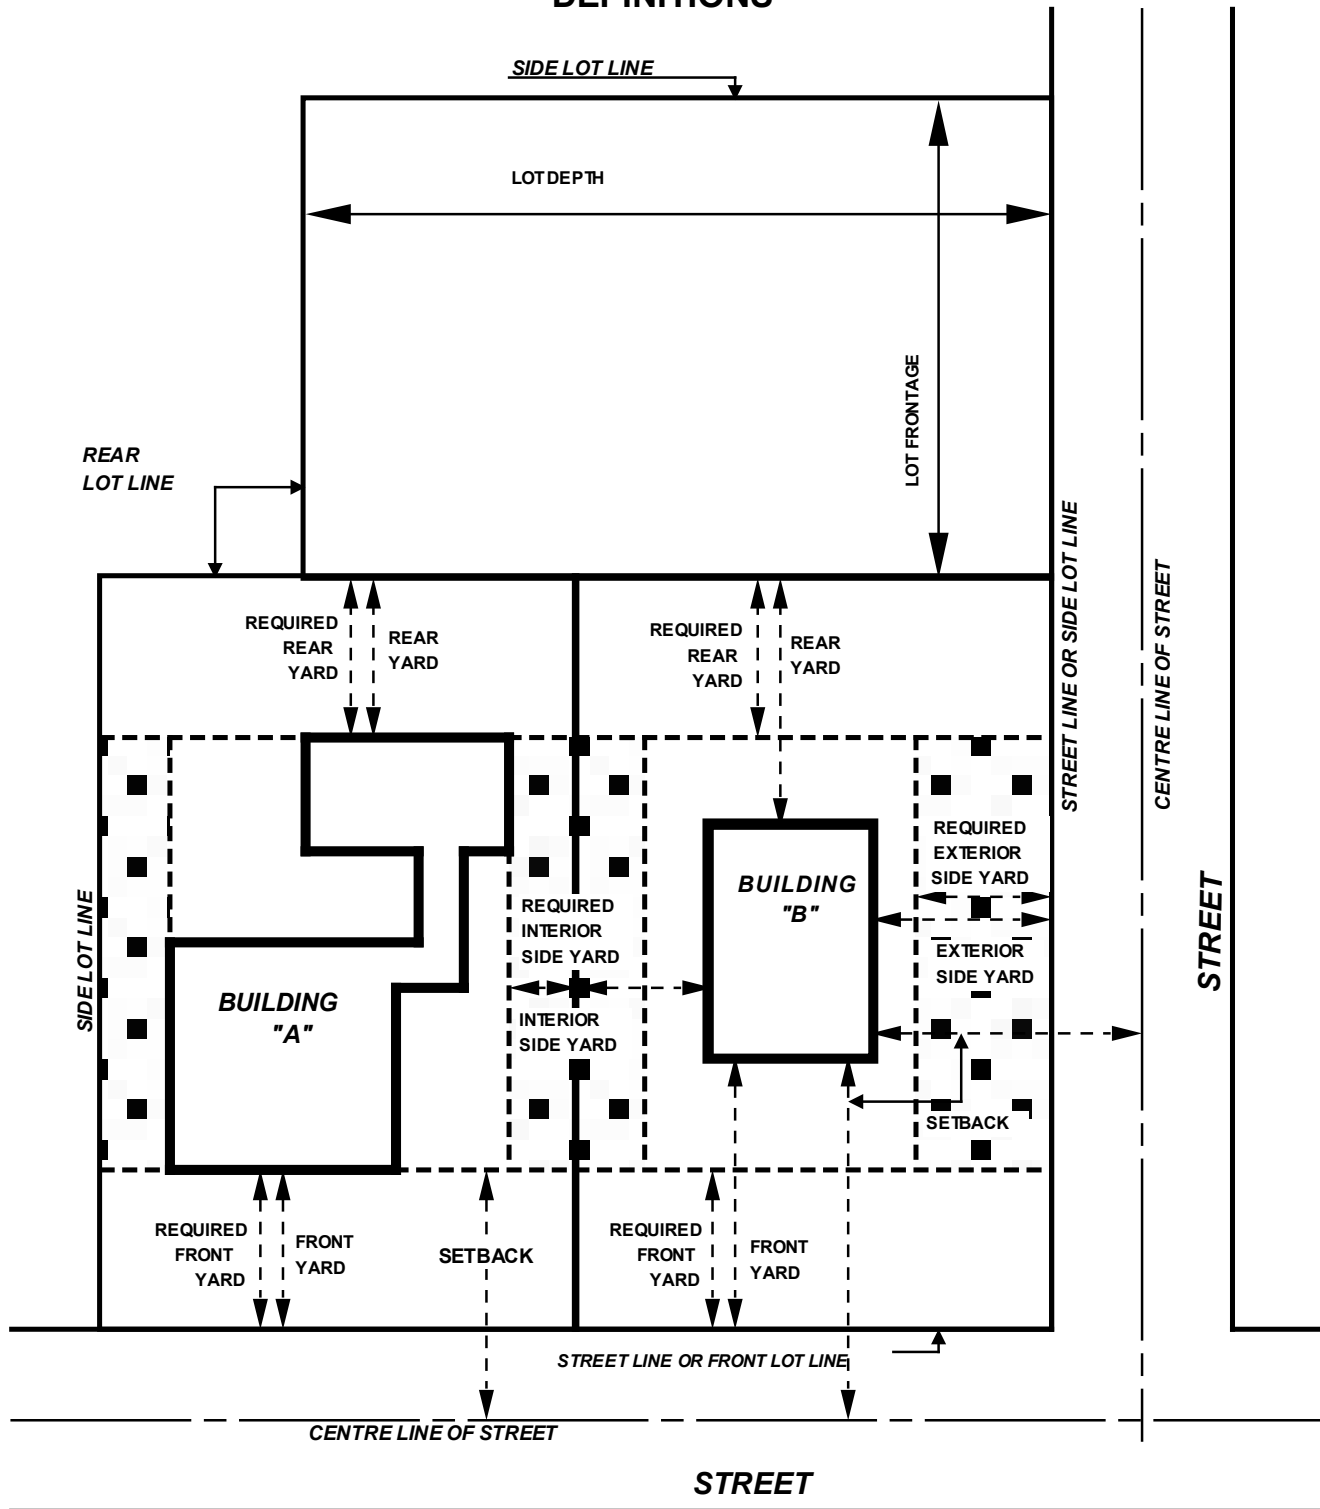 DEFINITIONS
SIDE LOT LINE
LOT DEPTH
LOT FRONTAGE
REAR
LOT LINE
STREET LINE OR SIDE LOT LINE
CENTRE LINE OF STREET
STREET
REQUIRED
REAR
YARD
REAR
YARD
REQUIRED
REAR
YARD
REAR
YARD
SIDE LOT LINE
BUILDING
"A"
REQUIRED
INTERIOR
SIDE YARD
INTERIOR
SIDE YARD
BUILDING
"B"
REQUIRED
EXTERIOR
SIDE YARD
EXTERIOR
SIDE YARD
SETBACK
REQUIRED
FRONT
YARD
FRONT
YARD
SETBACK
REQUIRED
FRONT
YARD
FRONT
YARD
STREET LINE OR FRONT LOT LINE
CENTRE LINE OF STREET
STREET